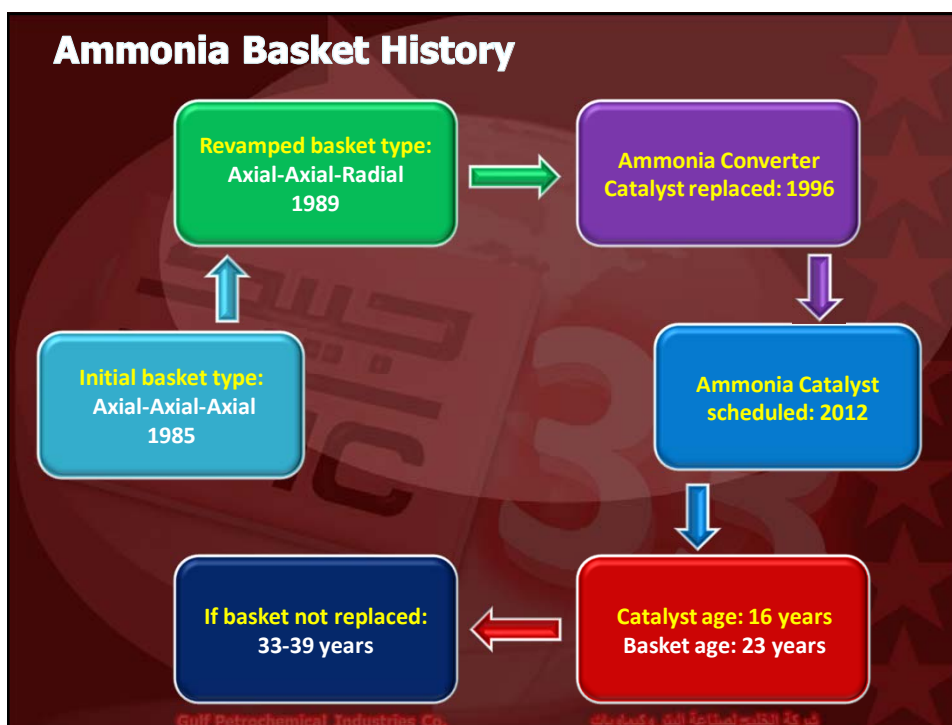 Ammonia Basket History
Revamped basket type:
Axial-Axial-Radial
1989
Ammonia Converter
Catalyst replaced: 1996
Initial basket type:
Axial-Axial-Axial
1985
Ammonia Catalyst
scheduled: 2012
If basket not replaced:
33-39 years
Catalyst age: 16 years
Basket age: 23 years
33
Gulf Petrochemical Industries Co.